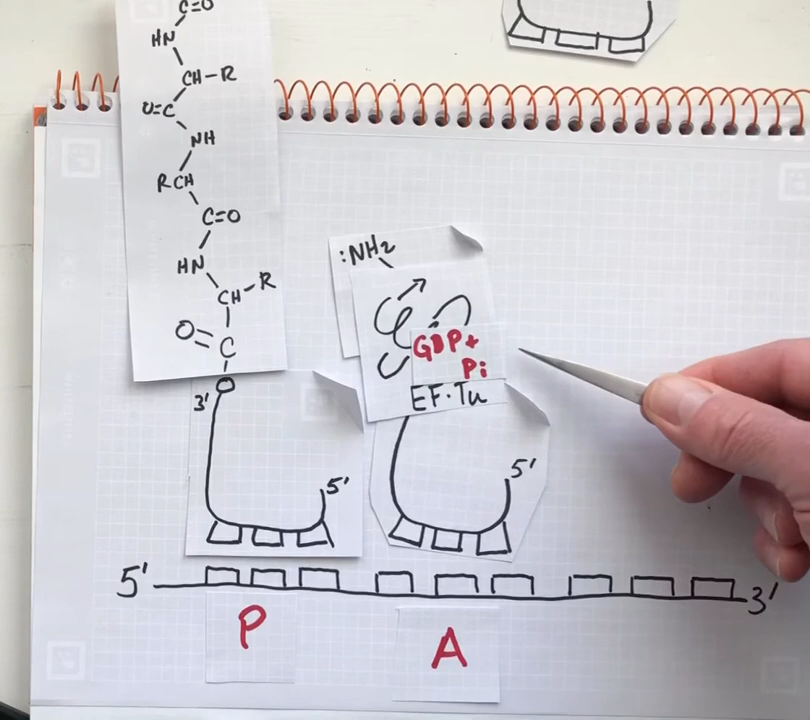 C=O
HN
CH-R
O=C
NH
RCH
C=O
HN
CH-R
O=C
O
3'
5'
:NH2
GDP+
Pi
EF·Tu
5'
5'
3'
P
A